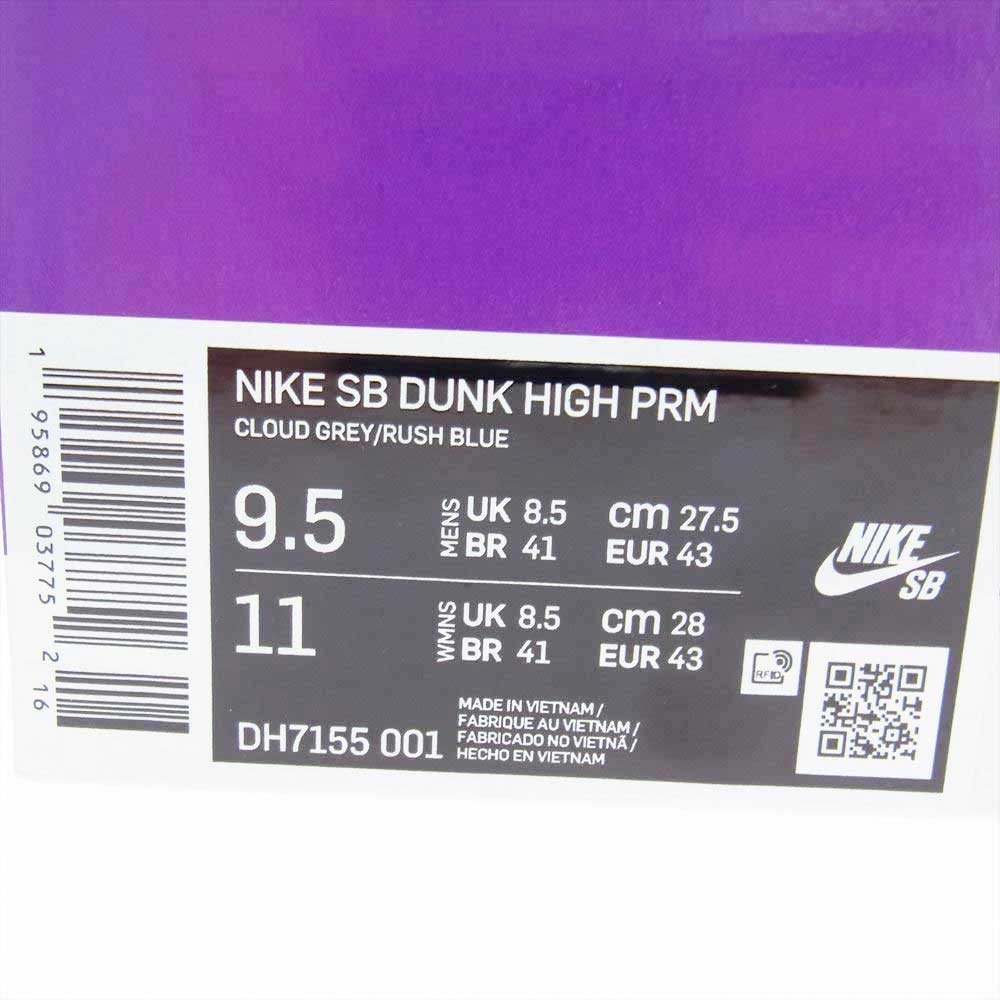 NIKE SB DUNK HIGH PRM
CLOUD GREY/RUSH BLUE
9.5
MENS
UK 8.5 cm 27.5
BR 41 EUR 43
11
WMNS
UK 8.5 cm 28
BR 41 EUR 43
DH7155 001
MADE IN VIETNAM /
FABRIQUE AU VIETNAM /
FABRICADO NO VIETNÃ /
HECHO EN VIETNAM
NIKE
SB
RFID
1 95869 03775 2 16